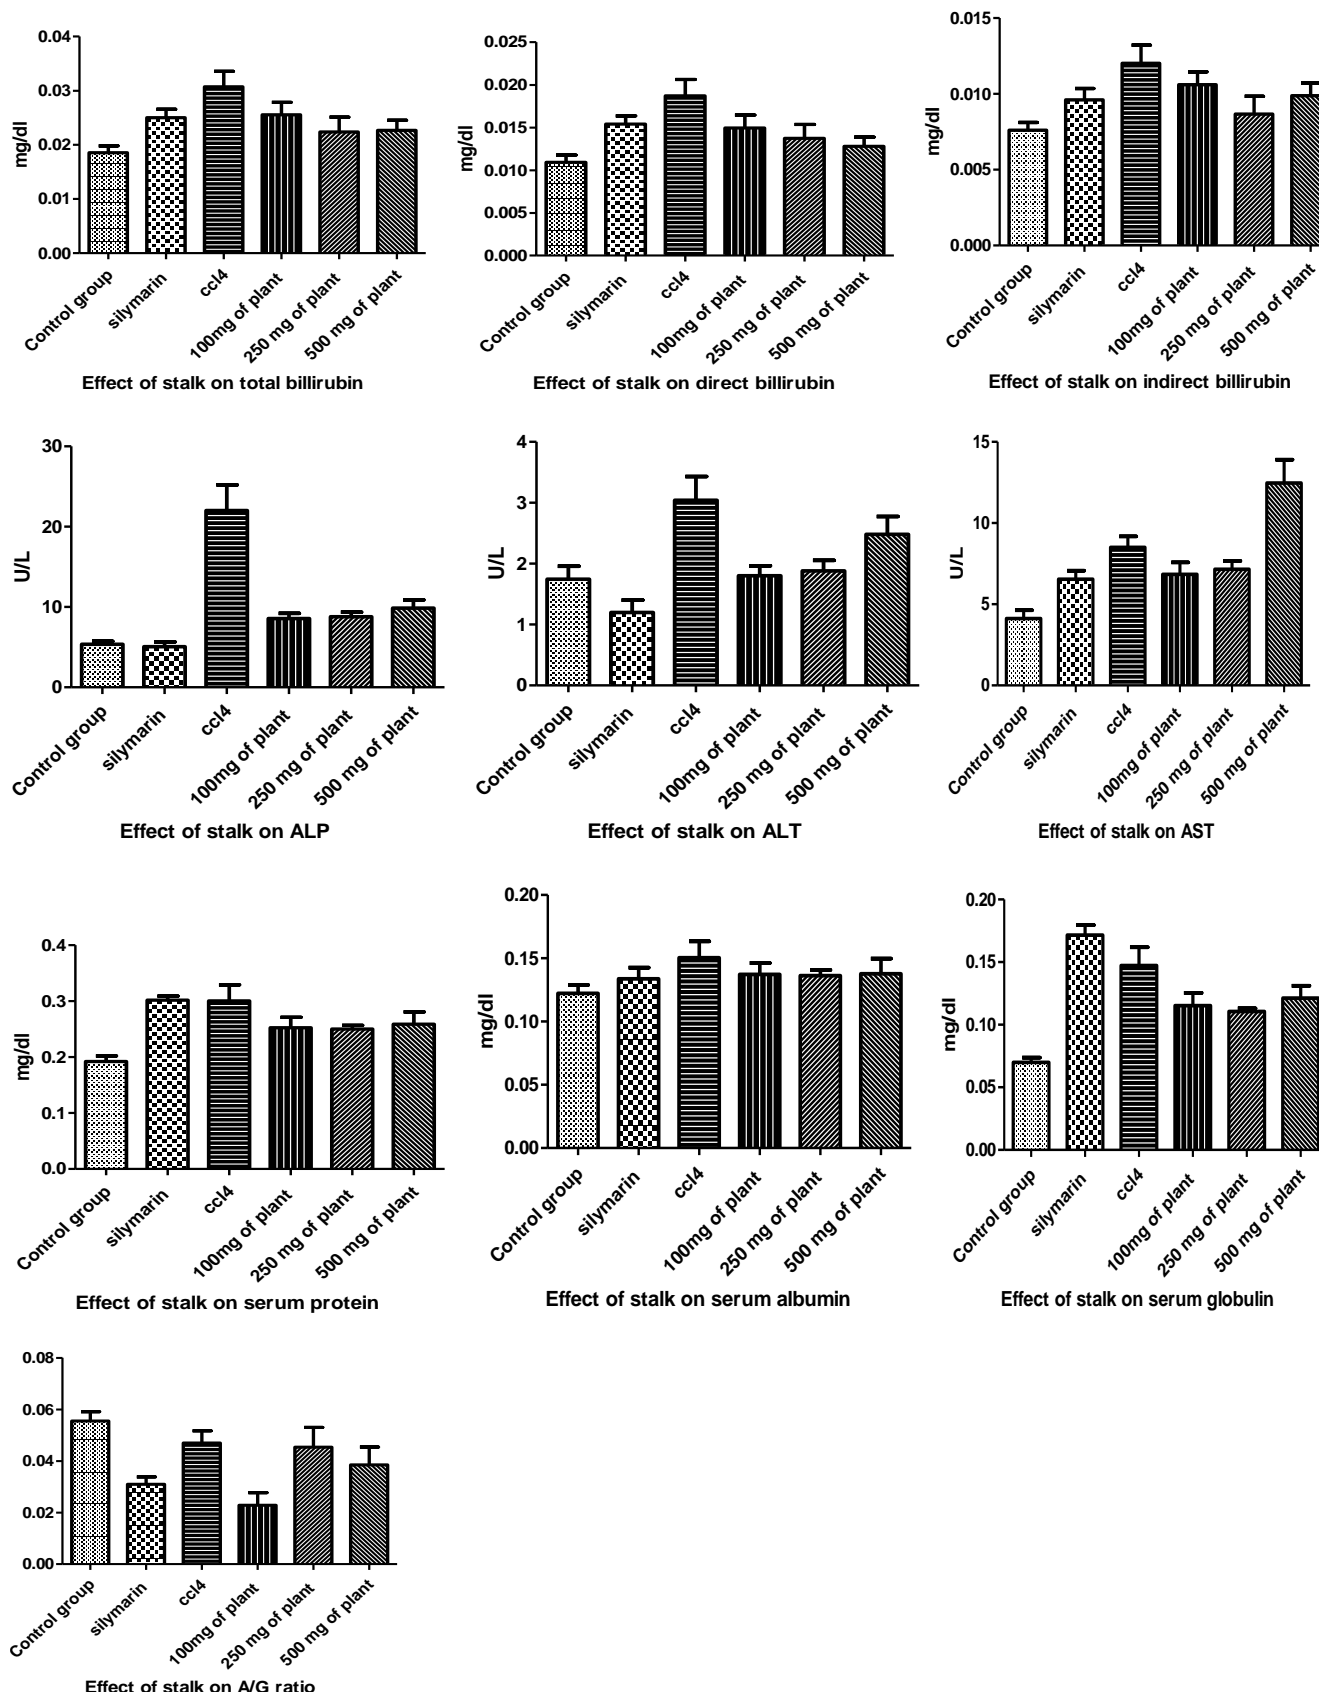 0.04
0.03
0.02
0.01
0.00
mg/dl
Control group
silymarin
ccl4
100mg of plant
250 mg of plant
500 mg of plant
Effect of stalk on total billirubin
0.025
0.020
0.015
0.010
0.005
0.000
mg/dl
Control group
silymarin
ccl4
100mg of plant
250 mg of plant
500 mg of plant
Effect of stalk on direct billirubin
0.015
0.010
0.005
0.000
mg/dl
Control group
silymarin
ccl4
100mg of plant
250 mg of plant
500 mg of plant
Effect of stalk on indirect billirubin
30
20
10
0
U/L
Control group
silymarin
ccl4
100mg of plant
250 mg of plant
500 mg of plant
Effect of stalk on ALP
4
3
2
1
0
U/L
Control group
silymarin
ccl4
100mg of plant
250 mg of plant
500 mg of plant
Effect of stalk on ALT
15
10
5
0
U/L
Control group
silymarin
ccl4
100mg of plant
250 mg of plant
500 mg of plant
Effect of stalk on AST
0.4
0.3
0.2
0.1
0.0
mg/dl
Control group
silymarin
ccl4
100mg of plant
250 mg of plant
500 mg of plant
Effect of stalk on serum protein
0.20
0.15
0.10
0.05
0.00
mg/dl
Control group
silymarin
ccl4
100mg of plant
250 mg of plant
500 mg of plant
Effect of stalk on serum albumin
0.20
0.15
0.10
0.05
0.00
mg/dl
Control group
silymarin
ccl4
100mg of plant
250 mg of plant
500 mg of plant
Effect of stalk on serum globulin
0.08
0.06
0.04
0.02
0.00
Control group
silymarin
ccl4
100mg of plant
250 mg of plant
500 mg of plant
Effect of stalk on A/G ratio